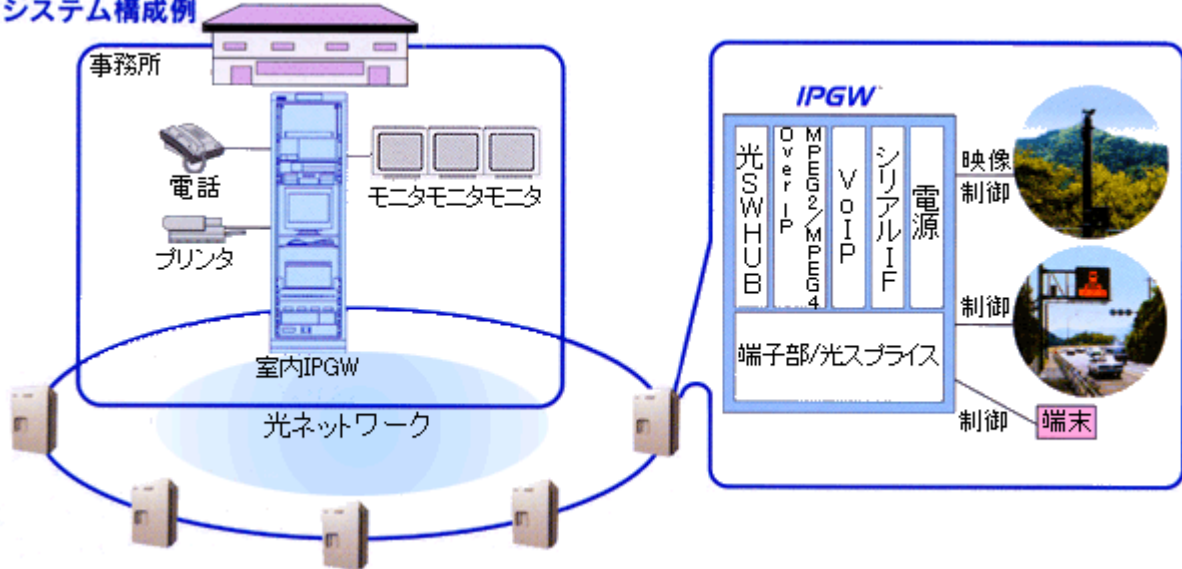 システム構成例
事務所
電話
プリンタ
モニタモニタモニタ
室内IPGW
光ネットワーク
IPGW™
光SWHUB
MPEG2/MPEG4
Over IP
VoIP
シリアルIF
電源
端子部/光スプライス
映像
制御
制御
制御
端末